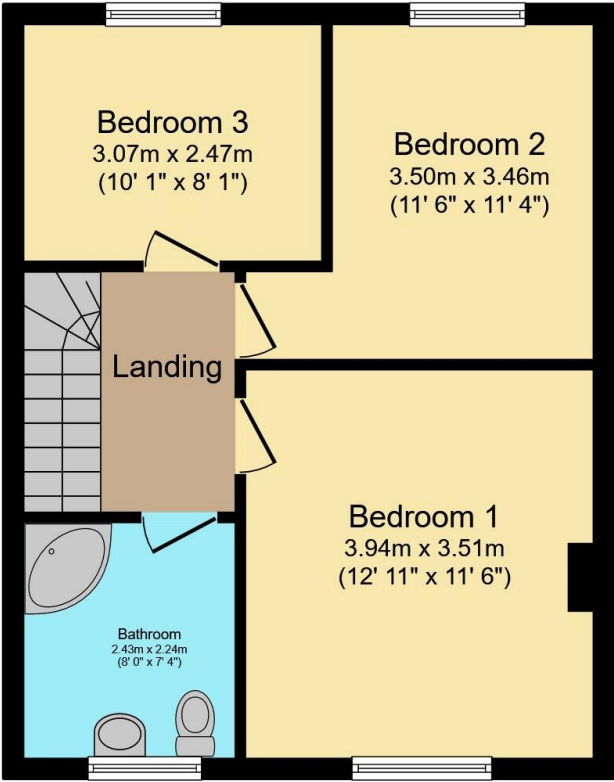 Bedroom 3
3.07m x 2.47m
(10' 1" x 8' 1")
Bedroom 2
3.50m x 3.46m
(11' 6" x 11' 4")
Landing
Bedroom 1
3.94m x 3.51m
(12' 11" x 11' 6")
Bathroom
2.43m x 2.24m
(8' 0" x 7' 4")